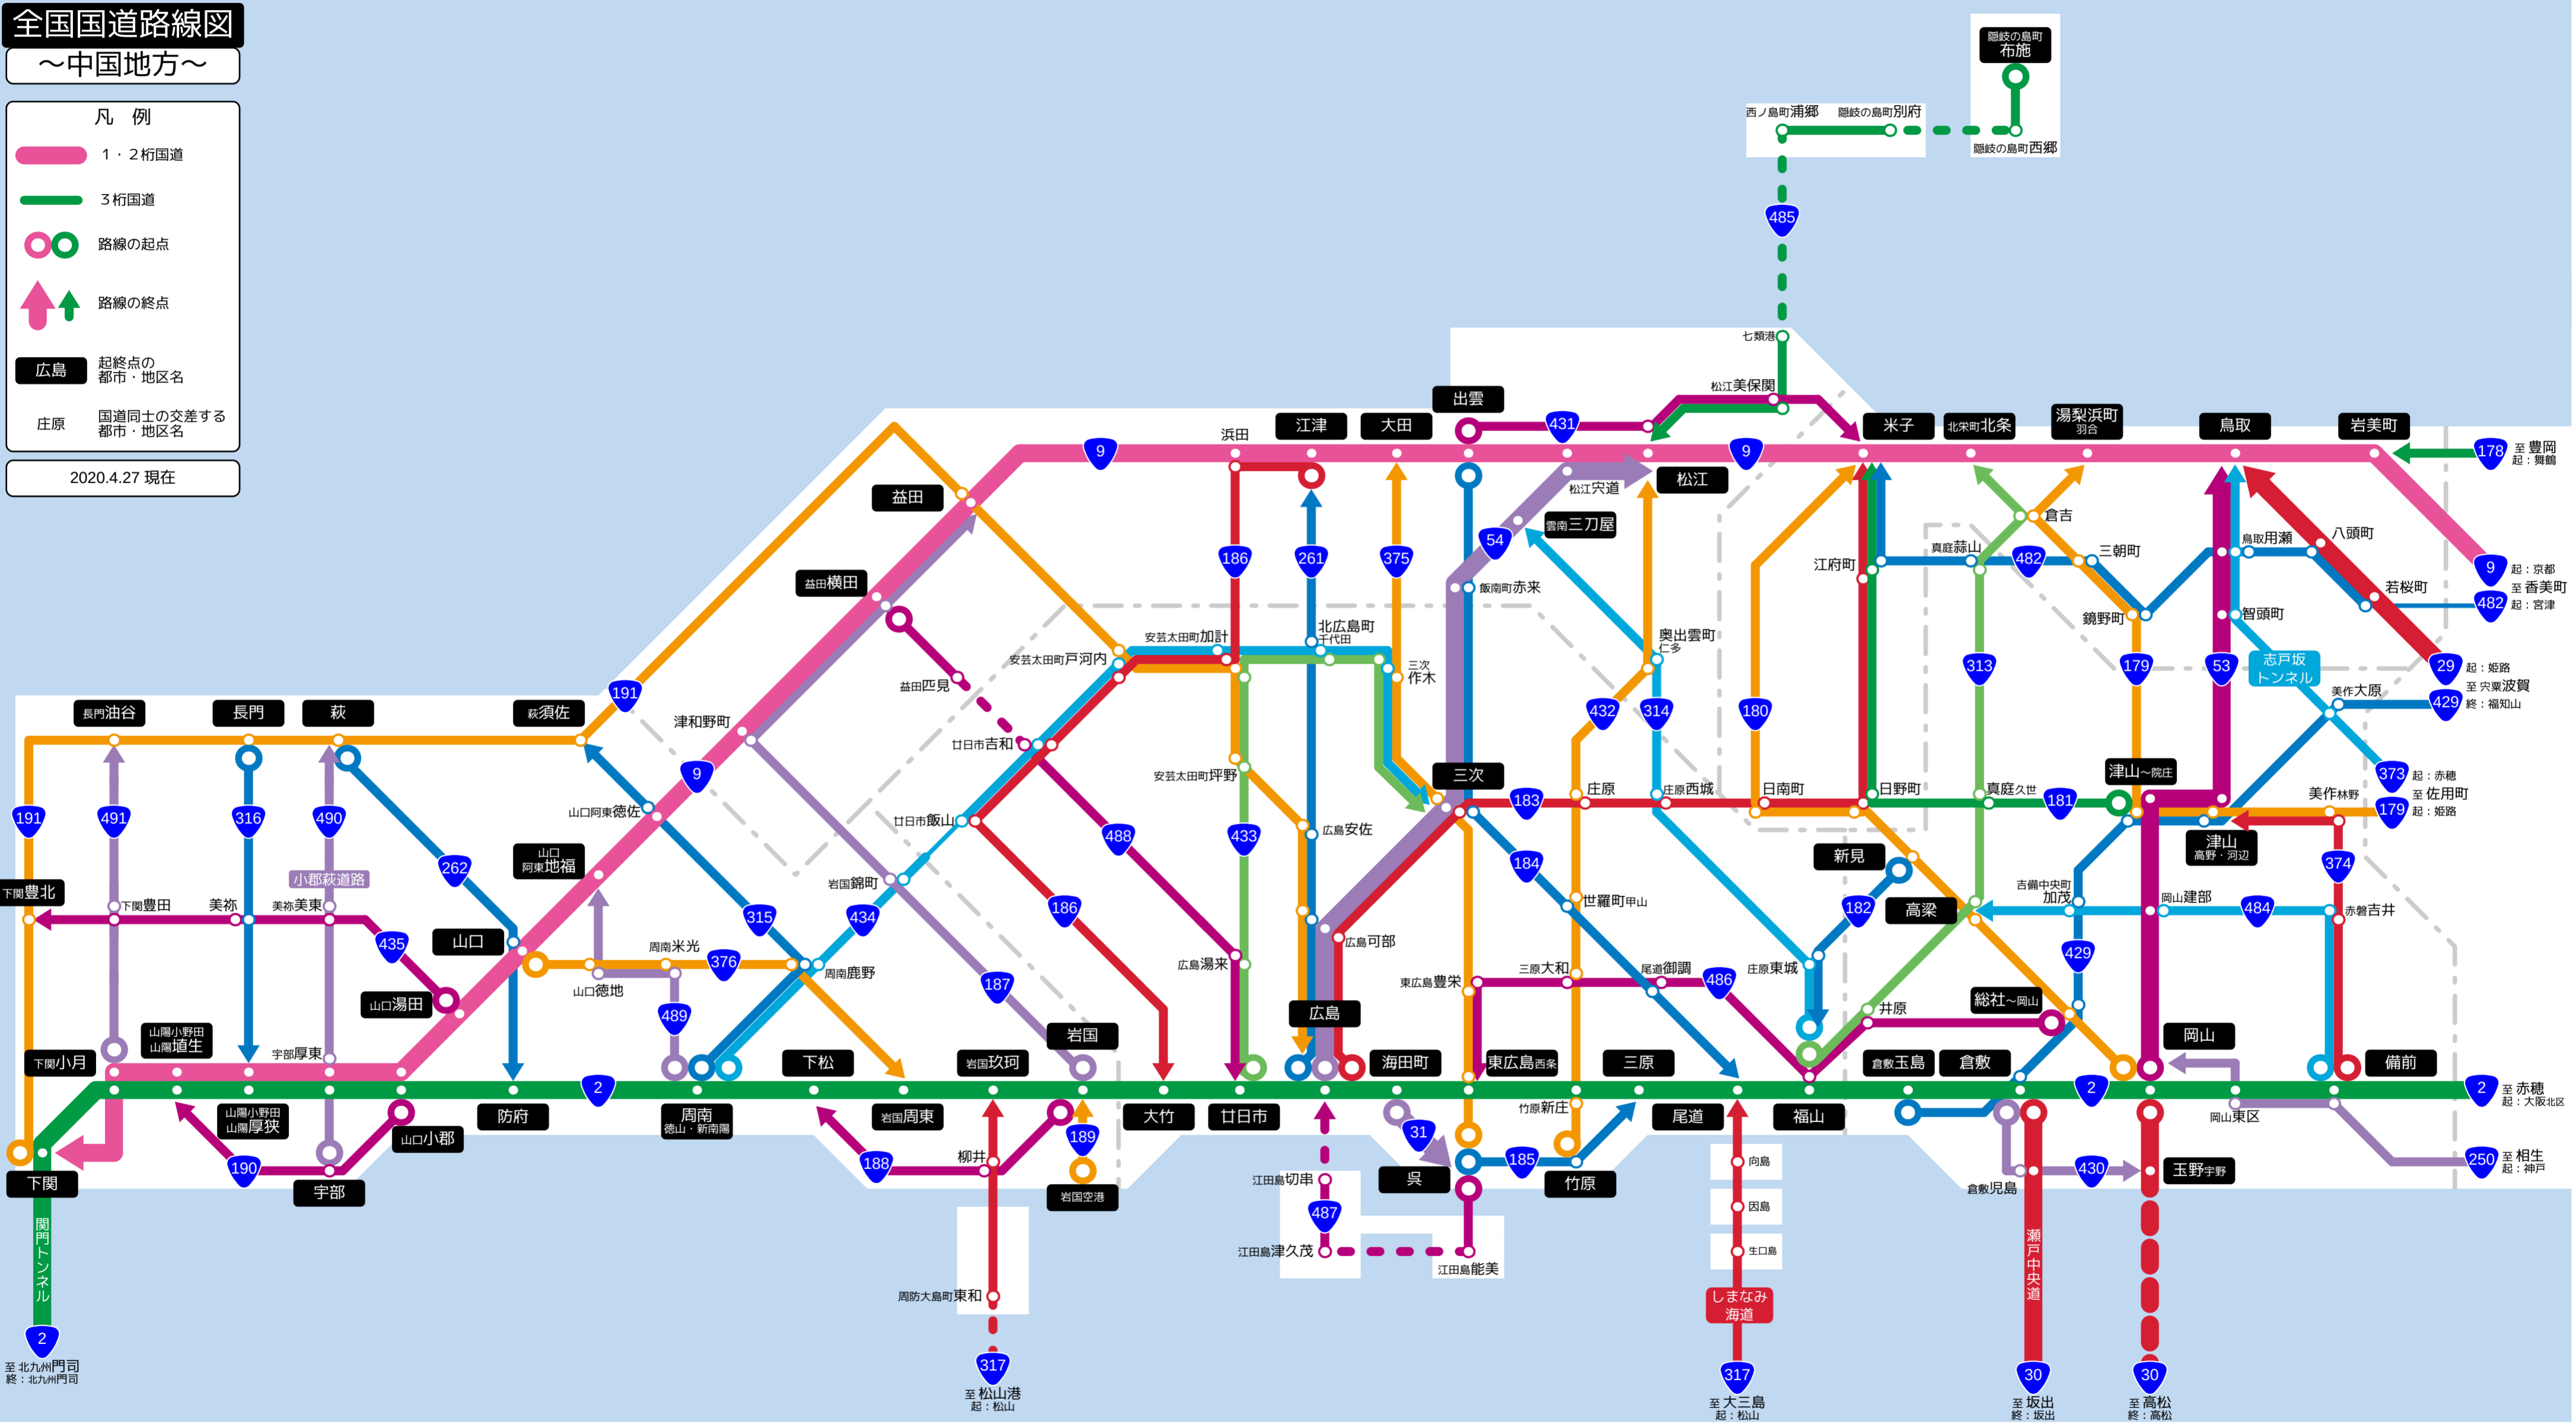 全国国道路線図
～中国地方～
凡　例
１・２桁国道
３桁国道
路線の起点
路線の終点
広島
起終点の
都市・地区名
庄原
国道同士の交差する
都市・地区名
2020.4.27 現在
隠岐の島町
布施
西ノ島町浦郷
隠岐の島町別府
隠岐の島町西郷
485
七類港
松江美保関
出雲
431
江津
大田
浜田
9
9
米子
北栄町北条
湯梨浜町
羽合
鳥取
岩美町
178
至 豊岡
起：舞鶴
益田
松江宍道
松江
雲南三刀屋
54
倉吉
鳥取用瀬
八頭町
186
261
375
江府町
真庭蒜山
482
三朝町
9
起：京都
至 香美町
482
起：宮津
若桜町
益田横田
飯南町赤来
鏡野町
智頭町
北広島町
千代田
安芸太田町加計
安芸太田町戸河内
奥出雲町
仁多
三次
作木
313
179
53
志戸坂
トンネル
29
起：姫路
至 宍粟波賀
429
終：福知山
美作大原
益田匹見
191
長門油谷
長門
萩
萩須佐
津和野町
432
314
180
廿日市吉和
安芸太田町坪野
9
三次
津山～院庄
373
起：赤穂
至 佐用町
179
起：姫路
美作林野
庄原
庄原西城
日南町
日野町
真庭久世
183
181
山口阿東徳佐
廿日市飯山
488
433
広島安佐
191
491
316
490
262
山口
阿東地福
津山
高野・河辺
374
新見
184
小郡萩道路
岩国錦町
下関豊北
下関豊田
美祢
美祢美東
435
315
434
186
世羅町甲山
182
高梁
吉備中央町
加茂
岡山建部
484
赤磐吉井
山口
周南米光
376
周南鹿野
広島可部
広島湯来
429
山口徳地
187
東広島豊栄
三原大和
尾道御調
486
庄原東城
山口湯田
489
広島
井原
総社～岡山
山陽小野田
山陽埴生
宇部厚東
岩国
下関小月
下松
岩国玖珂
海田町
東広島西条
三原
倉敷玉島
倉敷
岡山
備前
2
2
2
至 赤穂
起：大阪北区
山陽小野田
山陽厚狭
山口小郡
防府
周南
徳山・新南陽
岩国周東
大竹
廿日市
竹原新庄
尾道
福山
岡山東区
190
188
189
31
185
430
250
至 相生
起：神戸
下関
宇部
柳井
岩国空港
呉
竹原
倉敷児島
玉野宇野
向島
江田島切串
因島
487
関門トンネル
瀬戸中央道
生口島
江田島津久茂
江田島能美
周防大島町東和
しまなみ
海道
2
至 北九州門司
終：北九州門司
317
至 松山港
起：松山
317
至 大三島
起：松山
30
至 坂出
終：坂出
30
至 高松
終：高松